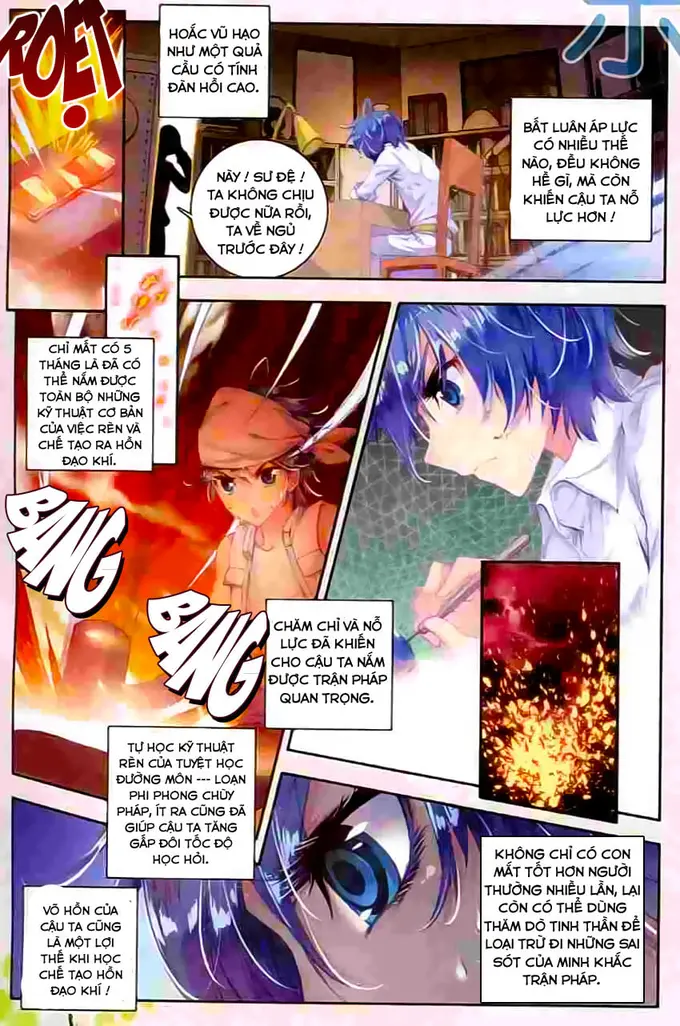 ROẸT
HOẮC VŨ HẠO
NHƯ MỘT QUẢ
CẦU CÓ TÍNH
ĐÀN HỒI CAO.
BẤT LUẬN ÁP LỰC
CÓ NHIỀU THẾ
NÀO, ĐỀU KHÔNG
HỀ GÌ, MÀ CÒN
KHIẾN CẬU TA NỖ
LỰC HƠN !
NÀY ! SƯ ĐỆ !
TA KHÔNG CHỊU
ĐƯỢC NỮA RỒI,
TA VỀ NGỦ
TRƯỚC ĐÂY !
CHỈ MẤT CÓ 5
THÁNG LÀ ĐÃ CÓ
THỂ NẮM ĐƯỢC
TOÀN BỘ NHỮNG
KỸ THUẬT CƠ BẢN
CỦA VIỆC RÈN VÀ
CHẾ TẠO RA HỒN
ĐẠO KHÍ.
BANG
BANG
CHĂM CHỈ VÀ NỖ
LỰC ĐÃ KHIẾN
CHO CẬU TA NẮM
ĐƯỢC TRẬN PHÁP
QUAN TRỌNG.
TỰ HỌC KỸ THUẬT
RÈN CỦA TUYỆT HỌC
ĐƯỜNG MÔN --- LOẠN
PHI PHONG CHÙY
PHÁP, ÍT RA CŨNG ĐÃ
GIÚP CẬU TA TĂNG
GẤP ĐÔI TỐC ĐỘ
HỌC HỎI.
KHÔNG CHỈ CÓ CON
MẮT TỐT HƠN NGƯỜI
THƯỜNG NHIỀU LẦN, LẠI
CÒN CÓ THỂ DÙNG
THĂM DÒ TINH THẦN ĐỂ
LOẠI TRỪ ĐI NHỮNG SAI
SÓT CỦA MINH KHẮC
TRẬN PHÁP.
VÕ HỒN CỦA
CẬU TA CŨNG
LÀ MỘT LỢI
THẾ KHI HỌC
CHẾ TẠO HỒN
ĐẠO KHÍ !